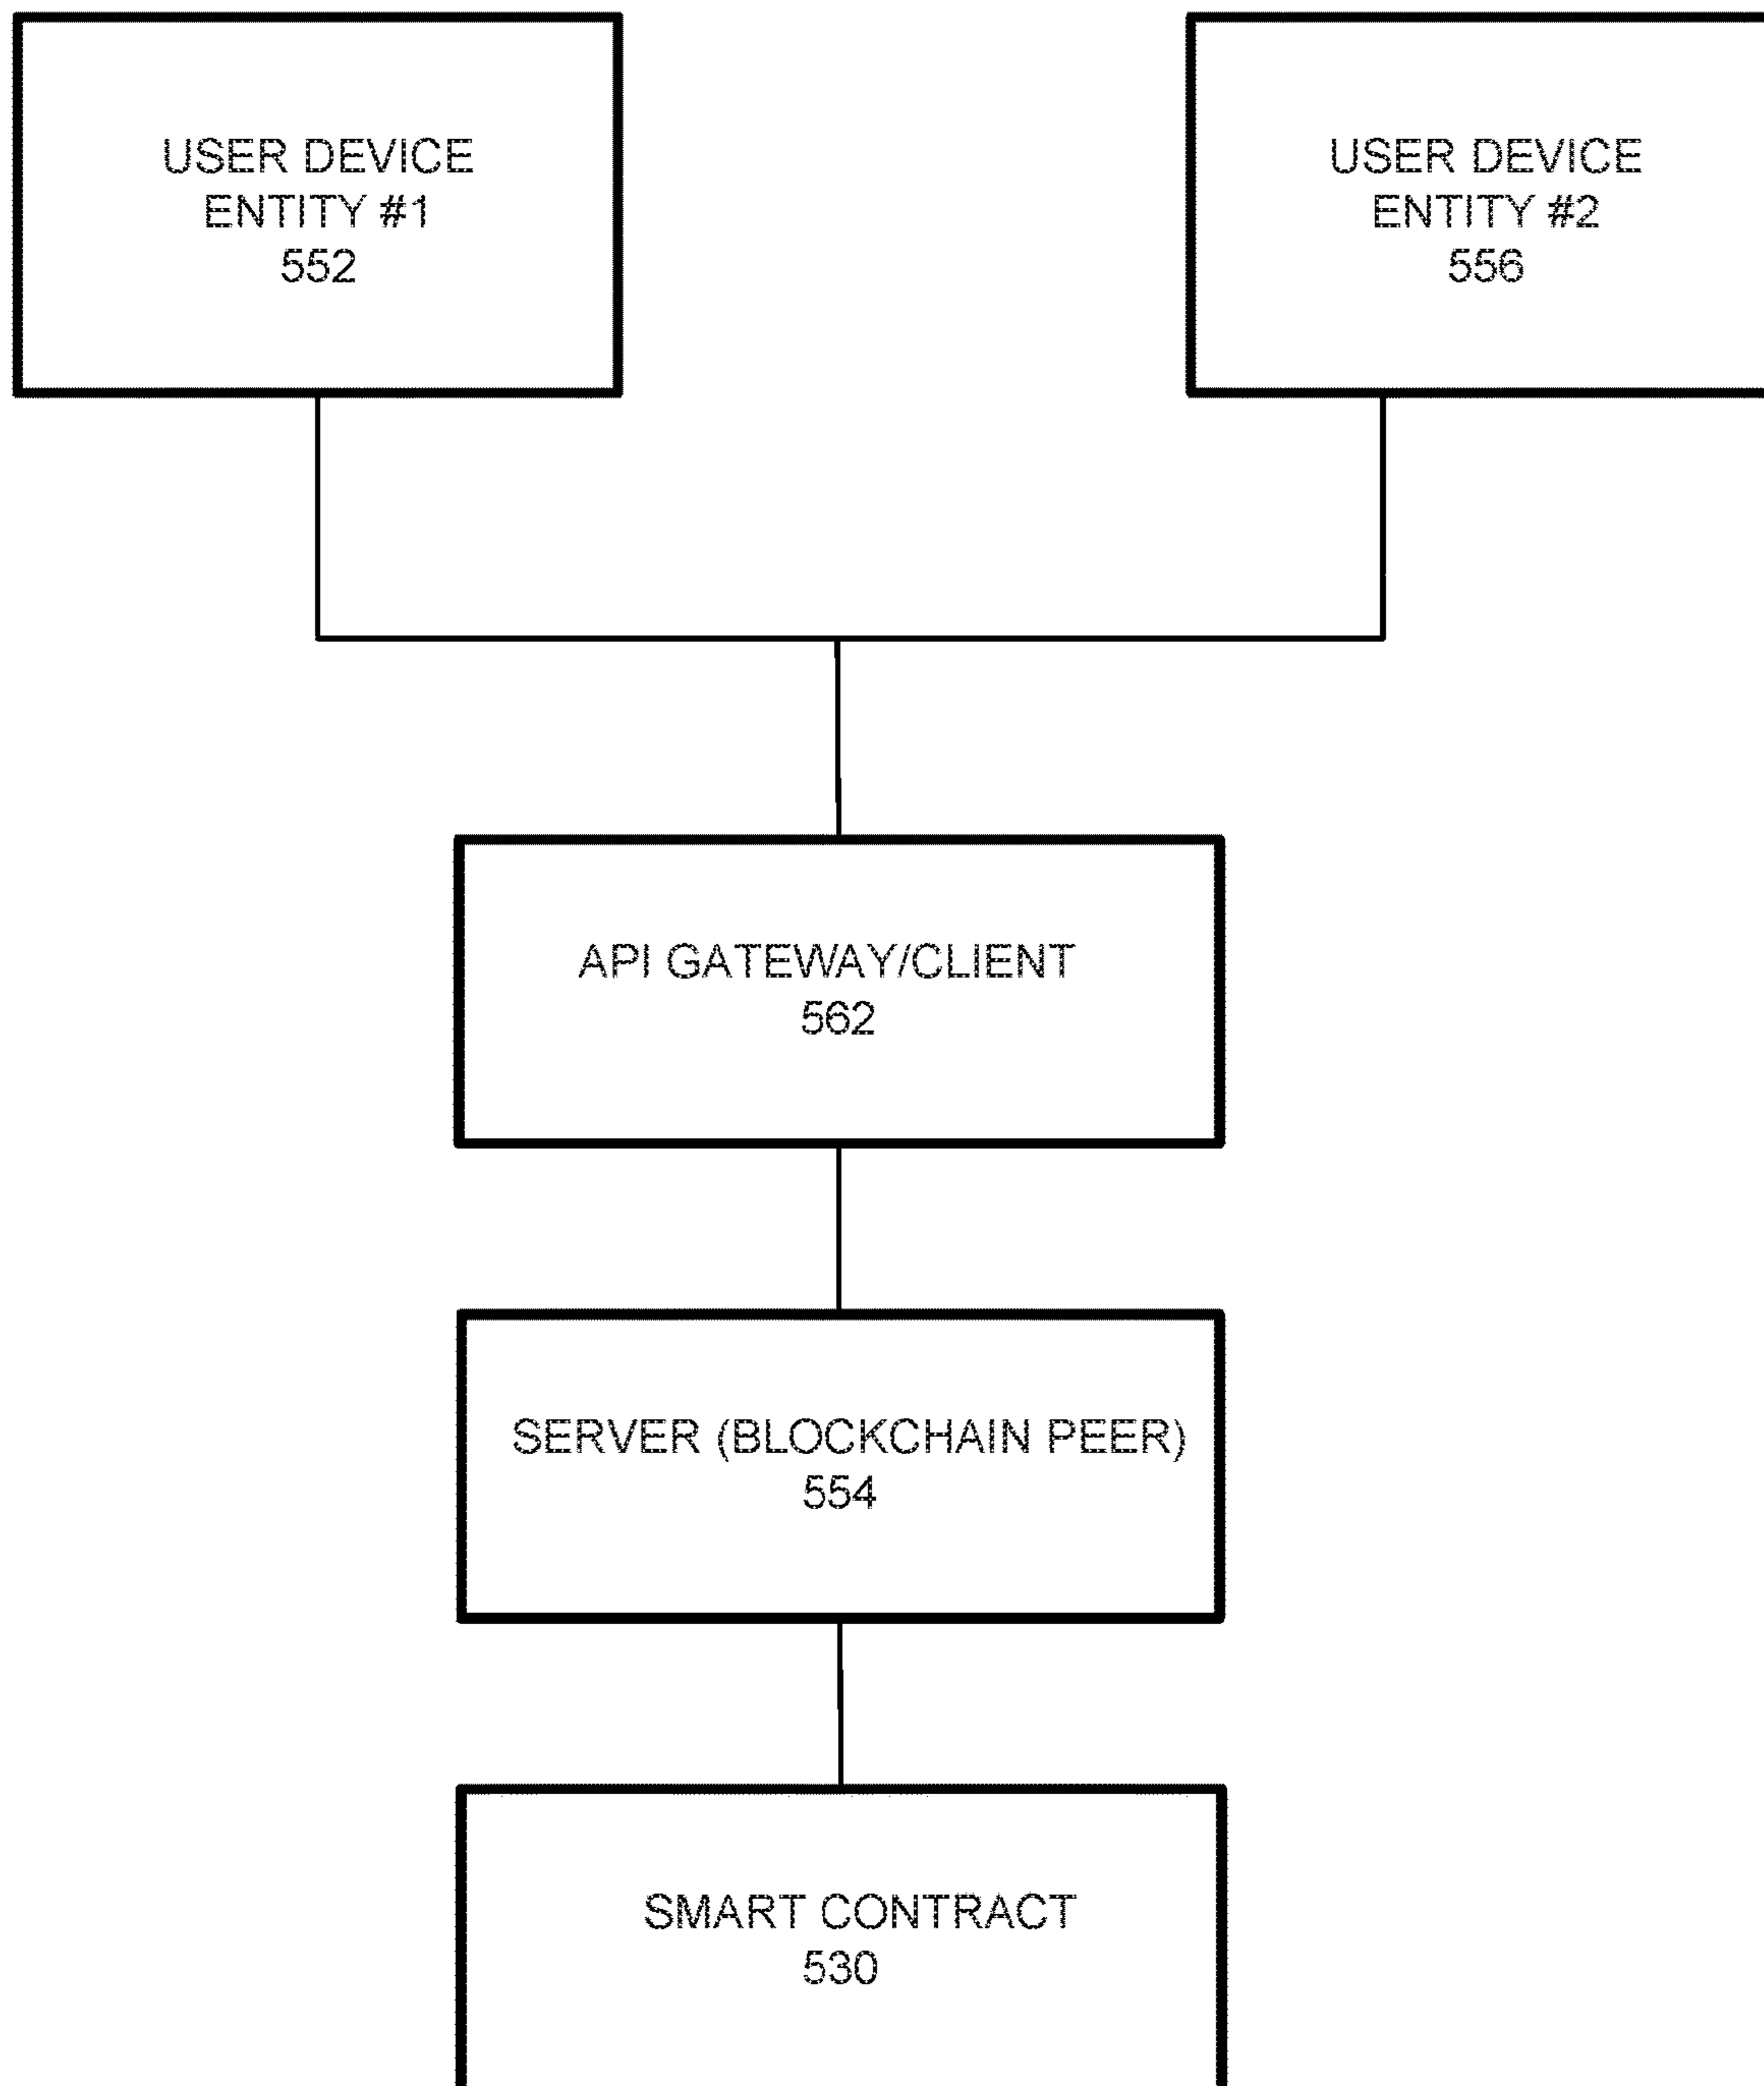 USER DEVICE
ENTITY #1
552
USER DEVICE
ENTITY #2
556
API GATEWAY/CLIENT
562
SERVER (BLOCKCHAIN PEER)
554
SMART CONTRACT
530